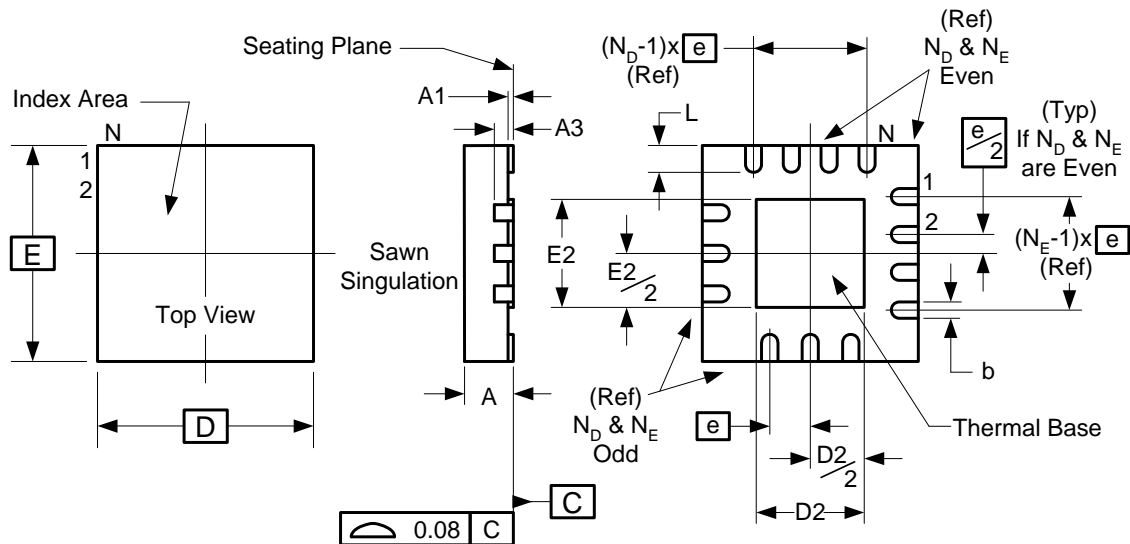 Seating Plane
Index Area
N
1
2
E
Top View
D
A1
A3
Sawn
Singulation
A
C
0.08 C
(N_D-1)x e
(Ref)
(Ref)
N_D & N_E
Even
L
N
e/2
(Typ)
If N_D & N_E
are Even
1
2
E2
E2/2
(N_E-1)x e
(Ref)
b
(Ref)
N_D & N_E
Odd
e
Thermal Base
D2/2
D2